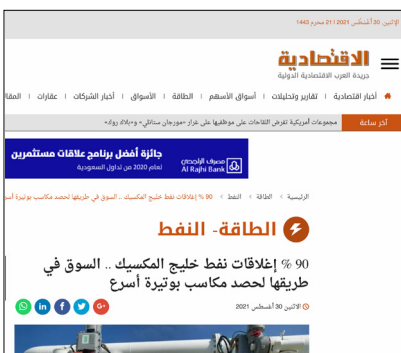 الإثنين, 30 أغسطس 2021 | 21 محرم 1443
الاقتصادية
جريدة العرب الاقتصادية الدولية
أخبار اقتصادية | تقارير وتحليلات | أسواق الأسهم | الطاقة | الأسواق | أخبار الشركات | عقارات | المقا
آخر ساعة مجموعات أمريكية تفرض اللقاحات على موظفيها على غرار «مورجان ستانلي» و«بلاك روك»
جائزة أفضل برنامج علاقات مستثمرين
لعام 2020 من تداول السعودية
مصرف الراجحي
Al Rajhi Bank
الرئيسية > الطاقة > النفط > 90 % إغلاقات نفط خليج المكسيك .. السوق في طريقها لحصد مكاسب بوتيرة أسر
الطاقة- النفط
90 % إغلاقات نفط خليج المكسيك .. السوق في
طريقها لحصد مكاسب بوتيرة أسرع
الاثنين 30 أغسطس 2021